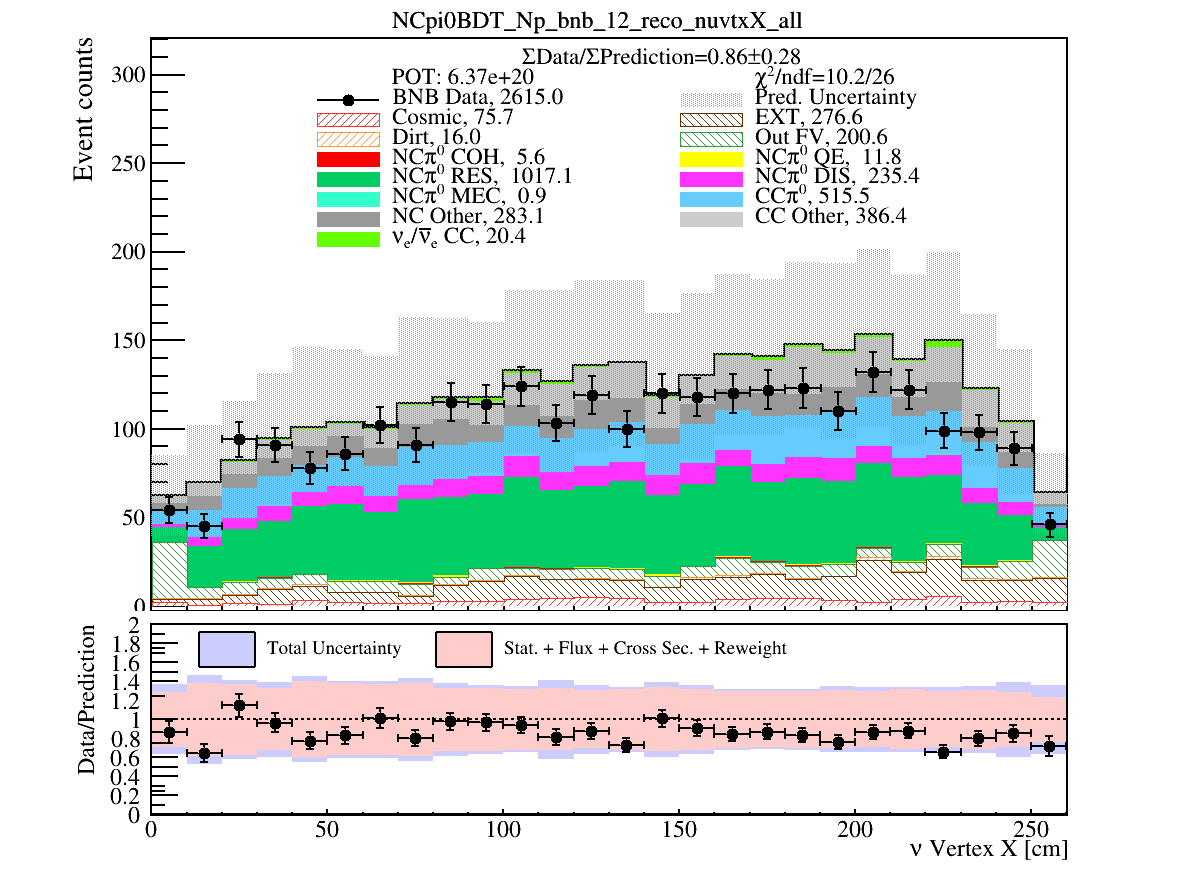 NCpi0BDT_Np_bnb_12_reco_nuvtxX_all
ΣData/ΣPrediction=0.86±0.28
POT: 6.37e+20
χ²/ndf=10.2/26
BNB Data, 2615.0
Pred. Uncertainty
Cosmic, 75.7
EXT, 276.6
Dirt, 16.0
Out FV, 200.6
NCπ⁰ COH, 5.6
NCπ⁰ QE, 11.8
NCπ⁰ RES, 1017.1
NCπ⁰ DIS, 235.4
NCπ⁰ MEC, 0.9
CCπ⁰, 515.5
NC Other, 283.1
CC Other, 386.4
νₑ/ν̅ₑ CC, 20.4
Event counts
300
250
200
150
100
50
0
Total Uncertainty
Stat. + Flux + Cross Sec. + Reweight
Data/Prediction
2
1.8
1.6
1.4
1.2
1
0.8
0.6
0.4
0.2
0
0 50 100 150 200 250
ν Vertex X [cm]